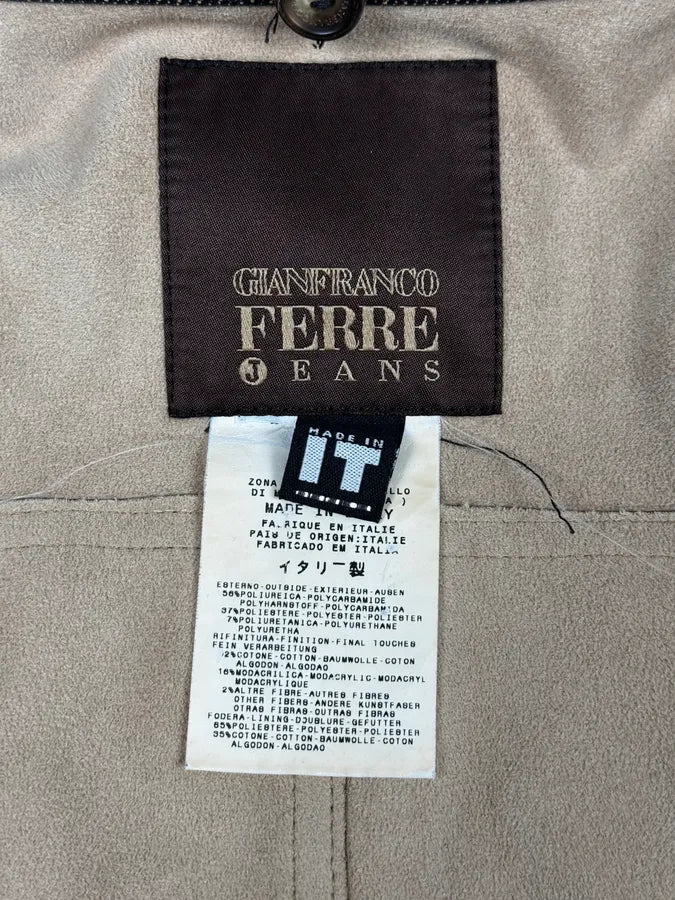 GIANFRANCO
FERRE
JEANS
MADE IN
IT
ZONA
LLO
DI
MADE IN
FABRIQUE EN ITALIE
PAIS DE ORIGEN:ITALIE
FABRICADO EM ITALIA
イタリー製
ESTERNO-OUTSIDE-EXTERIEUR-AUßEN
56%POLIUREICA-POLYCARBAMIDE
POLYHARNSTOFF-POLYCARBAMIDA
37%POLIESTERE-POLYESTER-POLIESTER
7%POLIURETANICA-POLYURETHANE
POLYURETHA
RIFINITURA-FINITION-FINAL TOUCHES
FEIN VERARBEITUNG
%COTONE-COTTON-BAUMWOLLE-COTON
ALGODON-ALGODAO
16%MODACRILICA-MODACRYLIC-MODACRYL
MODACRYLIQUE
2%ALTRE FIBRE-AUTRES FIBRES
OTHER FIBERS-ANDERE KUNSTFASER
OTRAS FIBRAS-OUTRAS FIBRAS
FODERA-LINING-DOUBLURE-GEFUTTER
65%POLIESTERE-POLYESTER-POLIESTER
35%COTONE-COTTON-BAUMWOLLE-COTON
ALGODON-ALGODAO